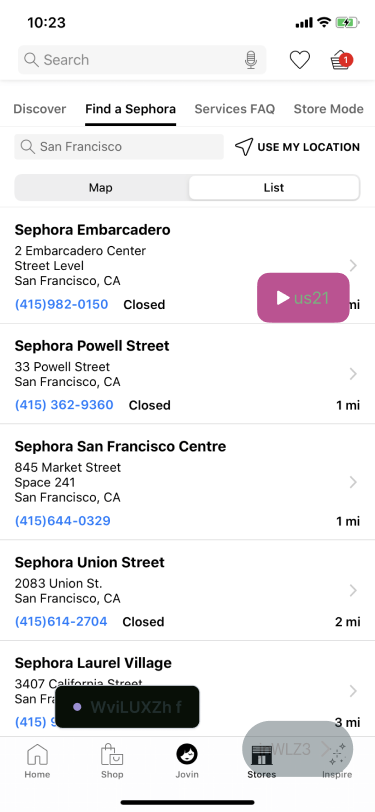 10:23
Search
1
Discover Find a Sephora Services FAQ Store Mode
San Francisco USE MY LOCATION
Map List
Sephora Embarcadero
2 Embarcadero Center
Street Level
San Francisco, CA
(415)982-0150 Closed mi
us21
Sephora Powell Street
33 Powell Street
San Francisco, CA
(415) 362-9360 Closed 1 mi
Sephora San Francisco Centre
845 Market Street
Space 241
San Francisco, CA
(415)644-0329 1 mi
Sephora Union Street
2083 Union St.
San Francisco, CA
(415)614-2704 Closed 2 mi
Sephora Laurel Village
3407 California Street
San
WviLUXZh f
(415) 3 mi
WLZ3
Home Shop Jovin Stores Inspire